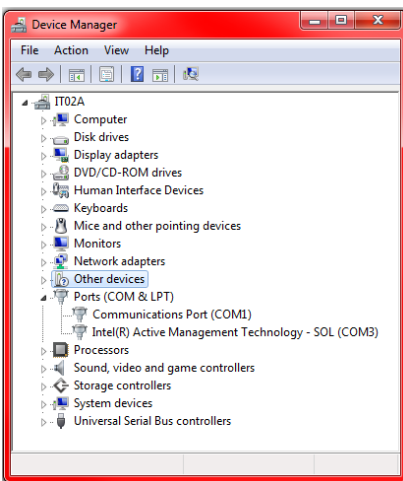 Device Manager
File Action View Help
IT02A
Computer
Disk drives
Display adapters
DVD/CD-ROM drives
Human Interface Devices
Keyboards
Mice and other pointing devices
Monitors
Network adapters
Other devices
Ports (COM & LPT)
Communications Port (COM1)
Intel(R) Active Management Technology - SOL (COM3)
Processors
Sound, video and game controllers
Storage controllers
System devices
Universal Serial Bus controllers